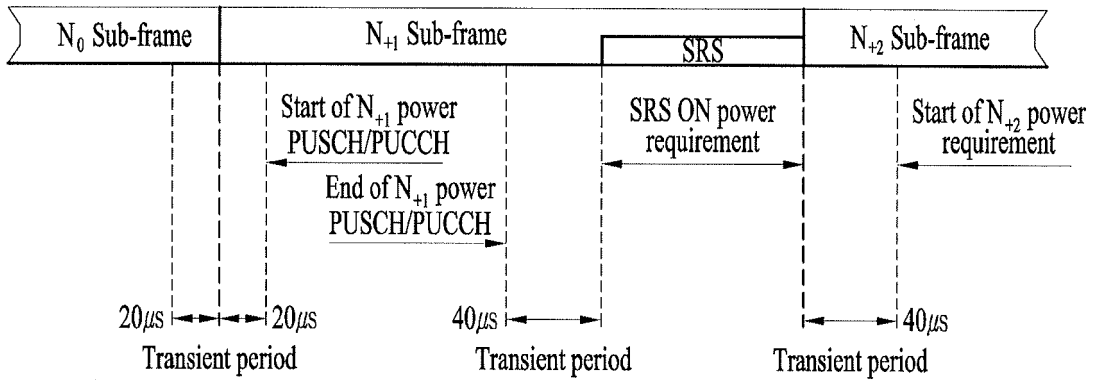 N₀ Sub-frame
N₊₁ Sub-frame
SRS
N₊₂ Sub-frame
Start of N₊₁ power
PUSCH/PUCCH
End of N₊₁ power
PUSCH/PUCCH
SRS ON power
requirement
Start of N₊₂ power
requirement
20μs
20μs
40μs
40μs
Transient period
Transient period
Transient period